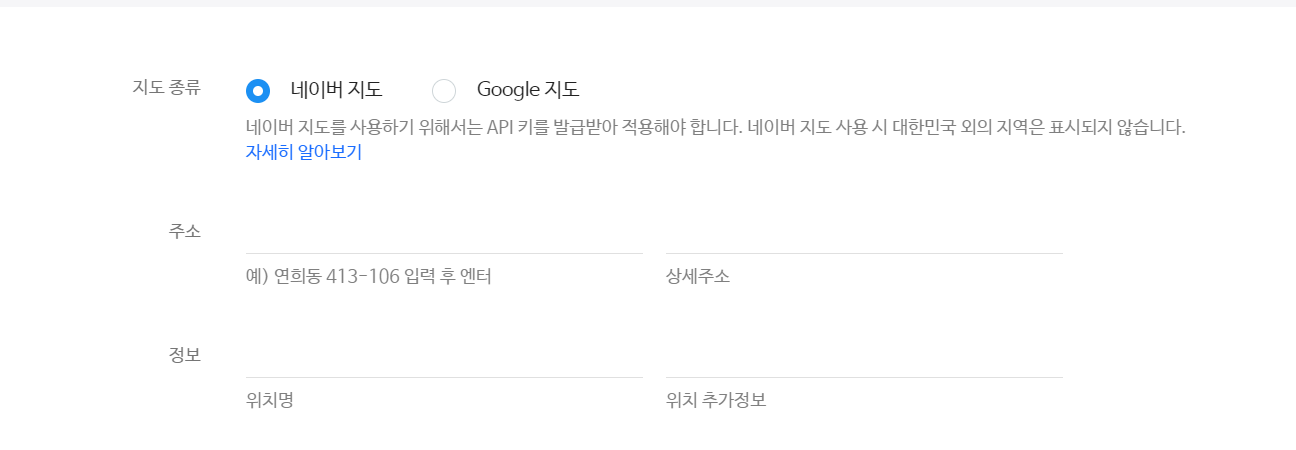 지도 종류 네이버 지도 Google 지도
네이버 지도를 사용하기 위해서는 API 키를 발급받아 적용해야 합니다. 네이버 지도 사용 시 대한민국 외의 지역은 표시되지 않습니다.
자세히 알아보기
주소
예) 연희동 413-106 입력 후 엔터 상세주소
정보
위치명 위치 추가정보